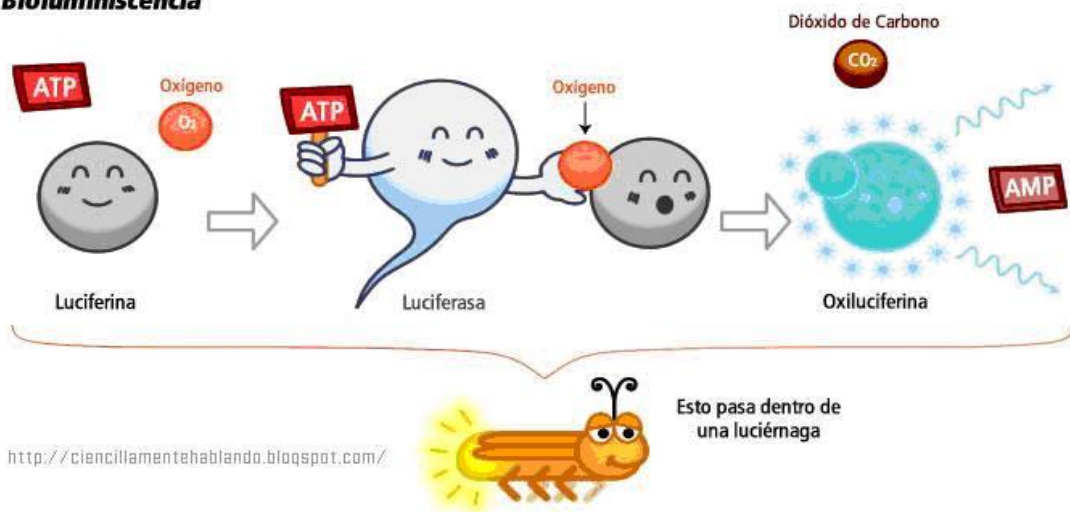 Bioluminiscencia
Dióxido de Carbono
CO₂
ATP
Oxígeno
O₂
ATP
Oxígeno
AMP
Luciferina
Luciferasa
Oxiluciferina
Esto pasa dentro de
una luciérnaga
http://ciencillamentehablando.blogspot.com/